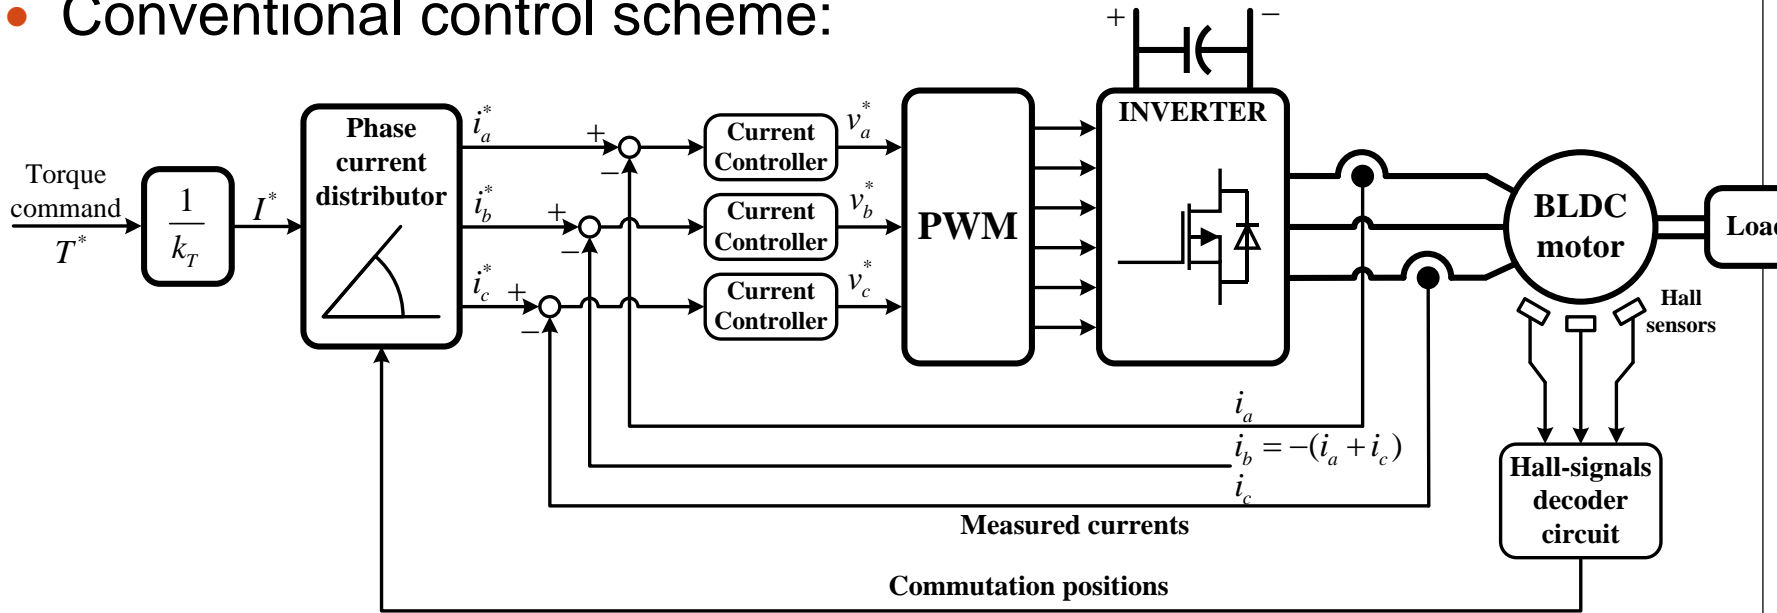 • Conventional control scheme:
+ −
Torque
command
T*
1
k_T
I*
Phase
current
distributor
i_a*
i_b*
i_c*
+
−
+
−
+
−
Current
Controller
Current
Controller
Current
Controller
v_a*
v_b*
v_c*
PWM
INVERTER
BLDC
motor
Load
Hall
sensors
i_a
i_b = −(i_a + i_c)
i_c
Measured currents
Hall-signals
decoder
circuit
Commutation positions